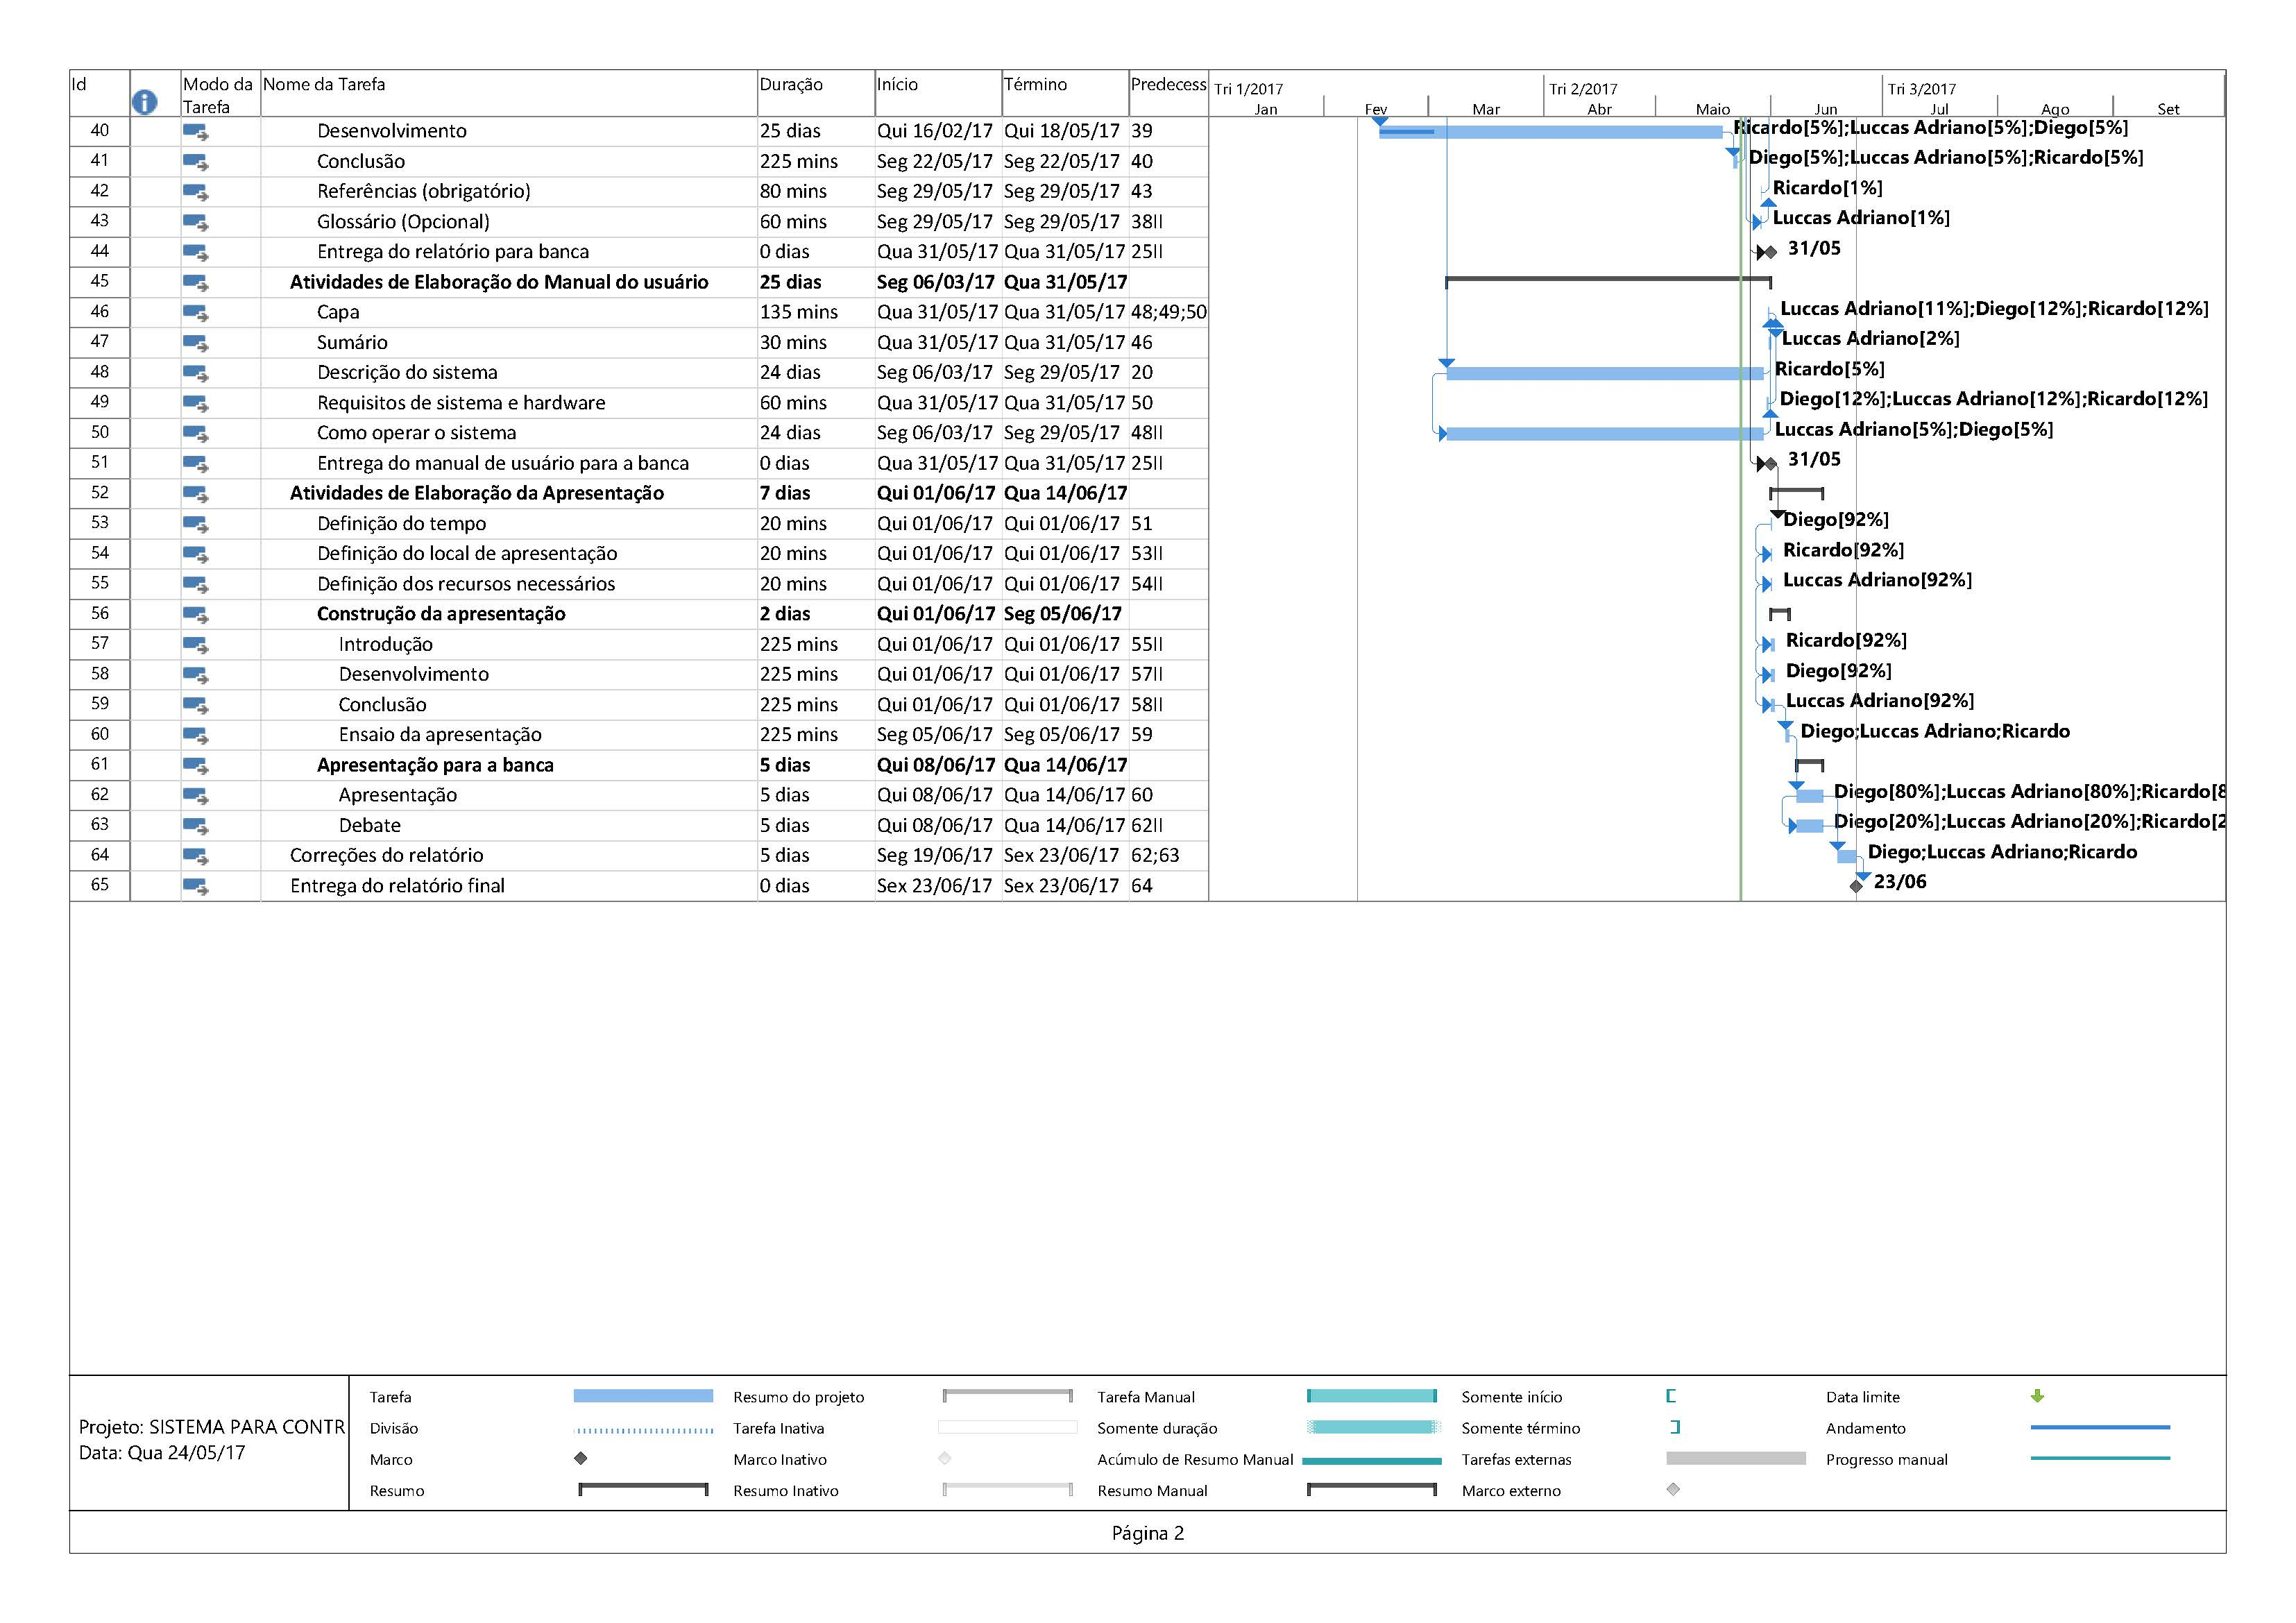 Id Modo da Tarefa Nome da Tarefa Duração Início Término Predecess Tri 1/2017 Tri 2/2017 Tri 3/2017
Jan Fev Mar Abr Maio Jun Jul Ago Set
40 Desenvolvimento 25 dias Qui 16/02/17 Qui 18/05/17 39 Ricardo[5%];Luccas Adriano[5%];Diego[5%]
41 Conclusão 225 mins Seg 22/05/17 Seg 22/05/17 40 Diego[5%];Luccas Adriano[5%];Ricardo[5%]
42 Referências (obrigatório) 80 mins Seg 29/05/17 Seg 29/05/17 43 Ricardo[1%]
43 Glossário (Opcional) 60 mins Seg 29/05/17 Seg 29/05/17 38II Luccas Adriano[1%]
44 Entrega do relatório para banca 0 dias Qua 31/05/17 Qua 31/05/17 25II 31/05
45 Atividades de Elaboração do Manual do usuário 25 dias Seg 06/03/17 Qua 31/05/17
46 Capa 135 mins Qua 31/05/17 Qua 31/05/17 48;49;50 Luccas Adriano[11%];Diego[12%];Ricardo[12%]
47 Sumário 30 mins Qua 31/05/17 Qua 31/05/17 46 Luccas Adriano[2%]
48 Descrição do sistema 24 dias Seg 06/03/17 Seg 29/05/17 20 Ricardo[5%]
49 Requisitos de sistema e hardware 60 mins Qua 31/05/17 Qua 31/05/17 50 Diego[12%];Luccas Adriano[12%];Ricardo[12%]
50 Como operar o sistema 24 dias Seg 06/03/17 Seg 29/05/17 48II Luccas Adriano[5%];Diego[5%]
51 Entrega do manual de usuário para a banca 0 dias Qua 31/05/17 Qua 31/05/17 25II 31/05
52 Atividades de Elaboração da Apresentação 7 dias Qui 01/06/17 Qua 14/06/17
53 Definição do tempo 20 mins Qui 01/06/17 Qui 01/06/17 51 Diego[92%]
54 Definição do local de apresentação 20 mins Qui 01/06/17 Qui 01/06/17 53II Ricardo[92%]
55 Definição dos recursos necessários 20 mins Qui 01/06/17 Qui 01/06/17 54II Luccas Adriano[92%]
56 Construção da apresentação 2 dias Qui 01/06/17 Seg 05/06/17
57 Introdução 225 mins Qui 01/06/17 Qui 01/06/17 55II Ricardo[92%]
58 Desenvolvimento 225 mins Qui 01/06/17 Qui 01/06/17 57II Diego[92%]
59 Conclusão 225 mins Qui 01/06/17 Qui 01/06/17 58II Luccas Adriano[92%]
60 Ensaio da apresentação 225 mins Seg 05/06/17 Seg 05/06/17 59 Diego;Luccas Adriano;Ricardo
61 Apresentação para a banca 5 dias Qui 08/06/17 Qua 14/06/17
62 Apresentação 5 dias Qui 08/06/17 Qua 14/06/17 60 Diego[80%];Luccas Adriano[80%];Ricardo[8
63 Debate 5 dias Qui 08/06/17 Qua 14/06/17 62II Diego[20%];Luccas Adriano[20%];Ricardo[2
64 Correções do relatório 5 dias Seg 19/06/17 Sex 23/06/17 62;63 Diego;Luccas Adriano;Ricardo
65 Entrega do relatório final 0 dias Sex 23/06/17 Sex 23/06/17 64 23/06
Projeto: SISTEMA PARA CONTR
Data: Qua 24/05/17
Tarefa Resumo do projeto Tarefa Manual Somente início Data limite
Divisão Tarefa Inativa Somente duração Somente término Andamento
Marco Marco Inativo Acúmulo de Resumo Manual Tarefas externas Progresso manual
Resumo Resumo Inativo Resumo Manual Marco externo
Página 2